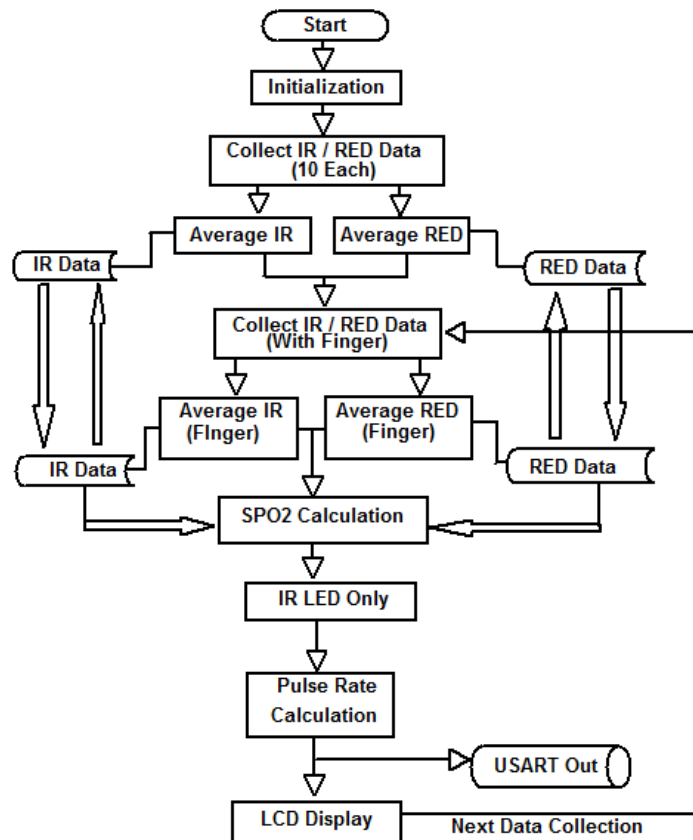 Start
Initialization
Collect IR / RED Data
(10 Each)
Average IR
Average RED
IR Data
RED Data
Collect IR / RED Data
(With Finger)
Average IR
(FInger)
Average RED
(Finger)
IR Data
RED Data
SPO2 Calculation
IR LED Only
Pulse Rate
Calculation
USART Out
LCD Display
Next Data Collection